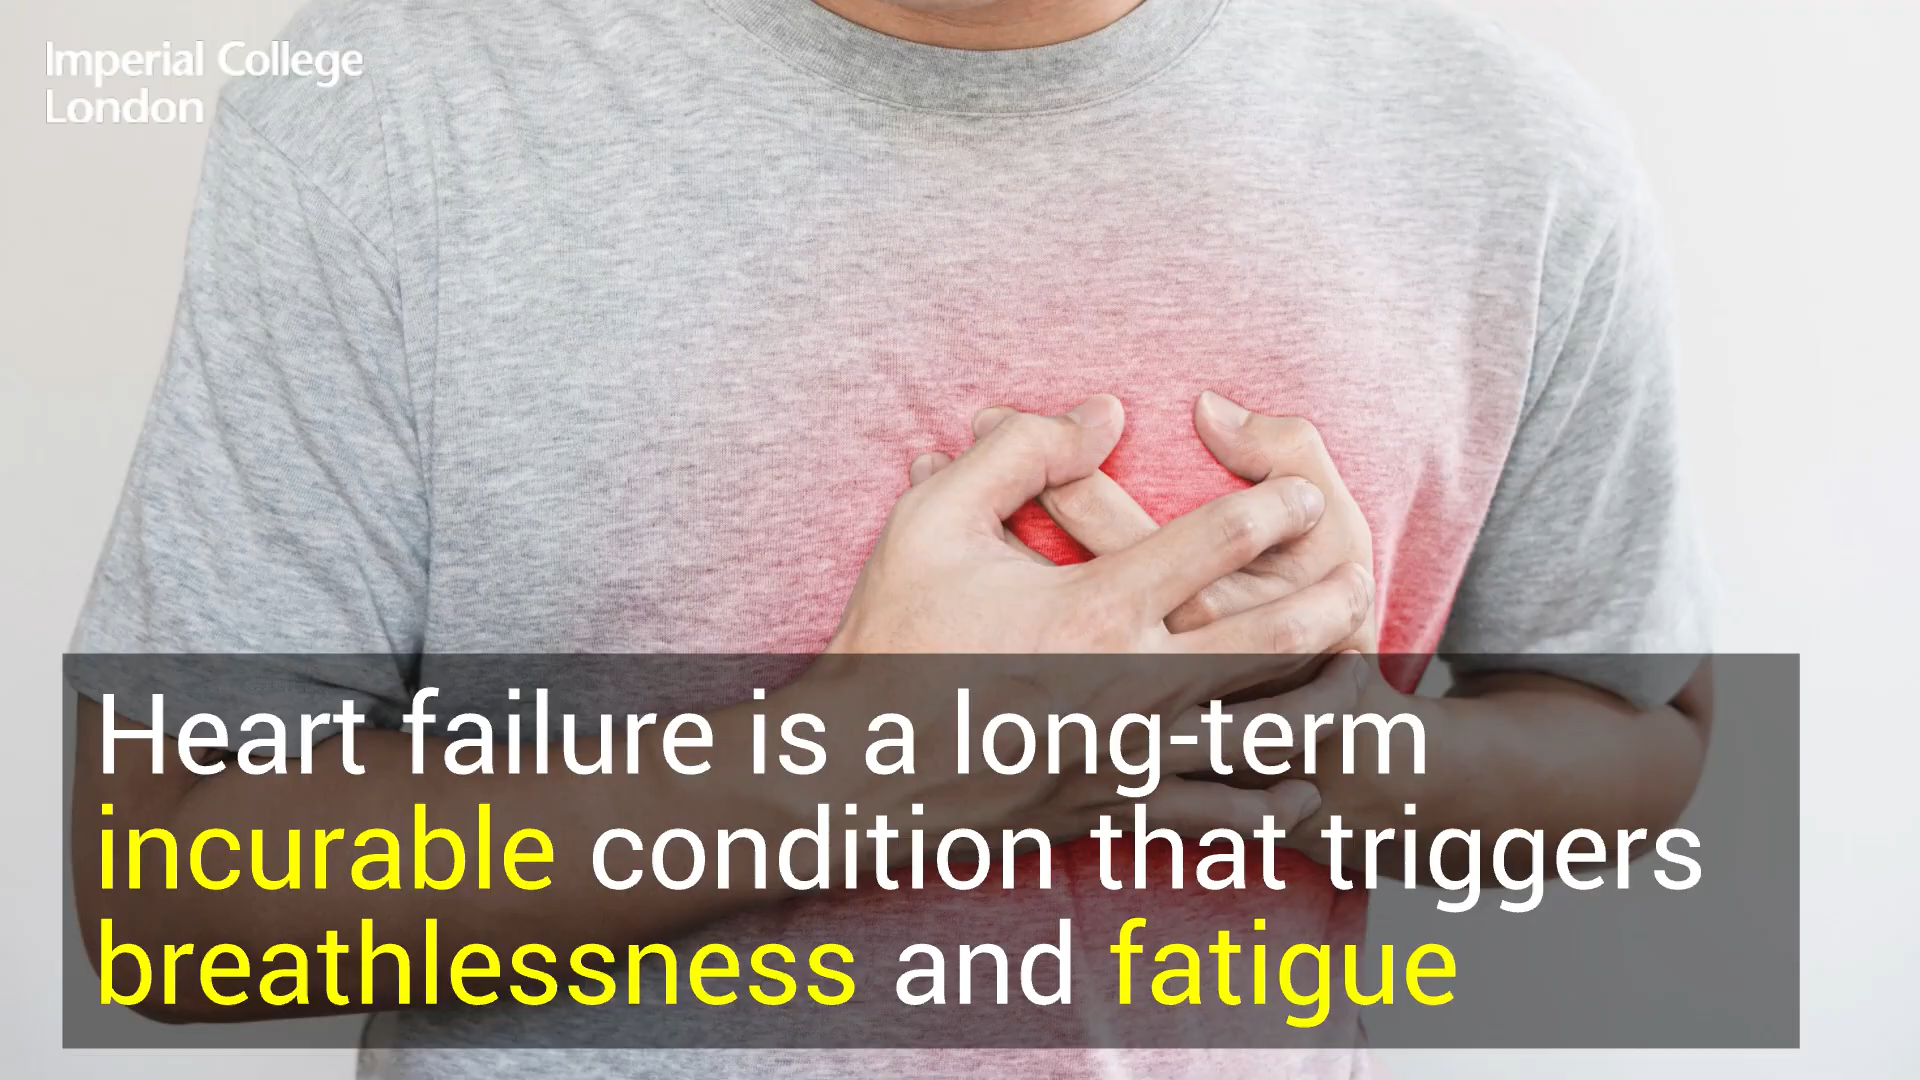 Imperial College
London
Heart failure is a long-term
incurable condition that triggers
breathlessness and fatigue